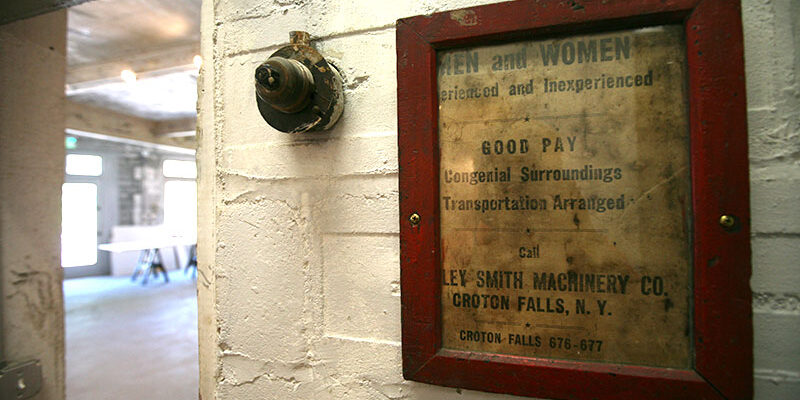 MEN and WOMEN
erienced and Inexperienced
GOOD PAY
Congenial Surroundings
Transportation Arranged
Call
LEY SMITH MACHINERY CO.
CROTON FALLS, N. Y.
CROTON FALLS 676-677